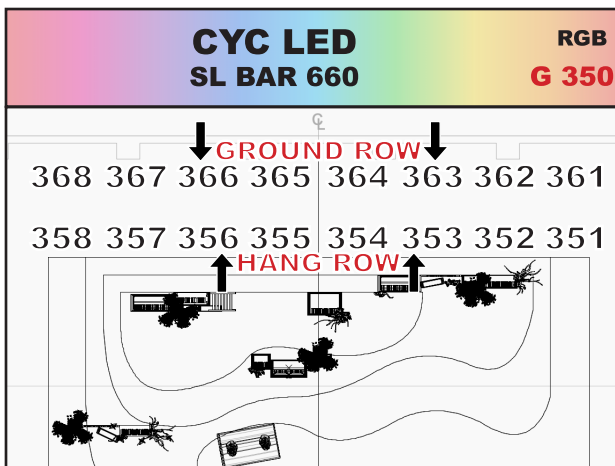 CYC LED
RGB
SL BAR 660
G 350
℄
GROUND ROW
368 367 366 365 364 363 362 361
358 357 356 355 354 353 352 351
HANG ROW